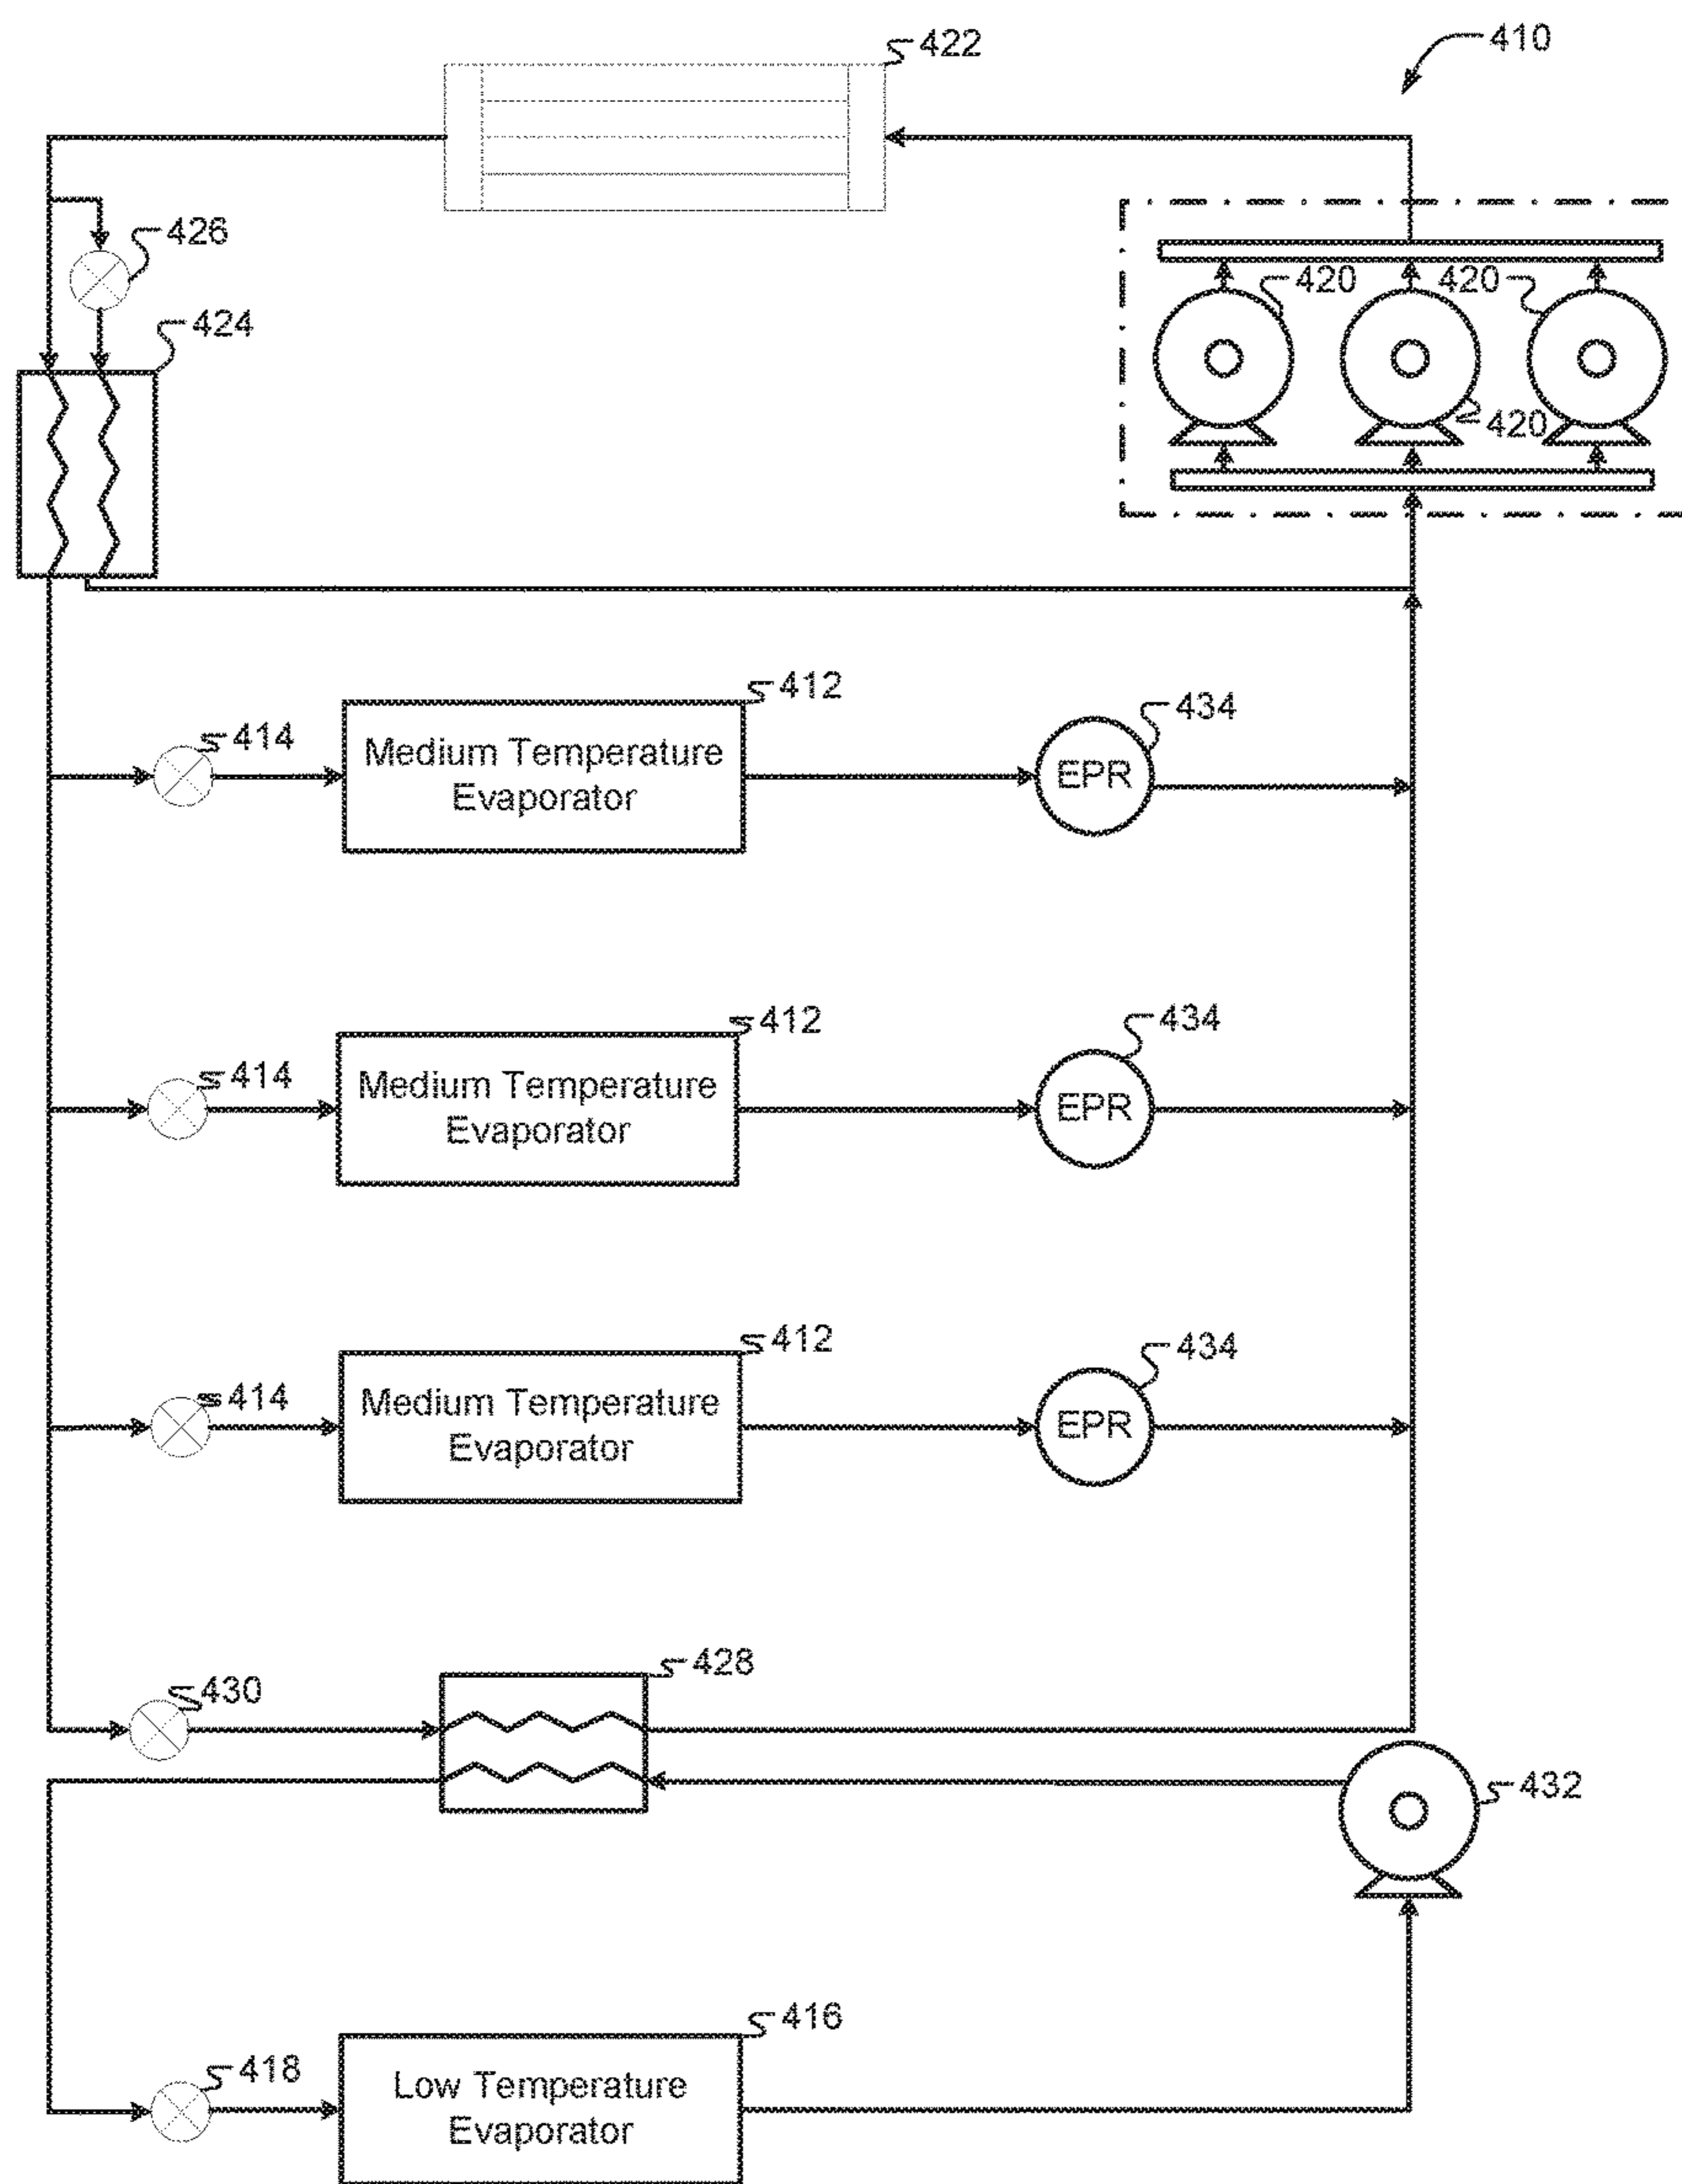 422
410
426
420
420
424
420
412
434
414
Medium Temperature
Evaporator
EPR
412
434
414
Medium Temperature
Evaporator
EPR
412
434
414
Medium Temperature
Evaporator
EPR
428
430
432
416
418
Low Temperature
Evaporator